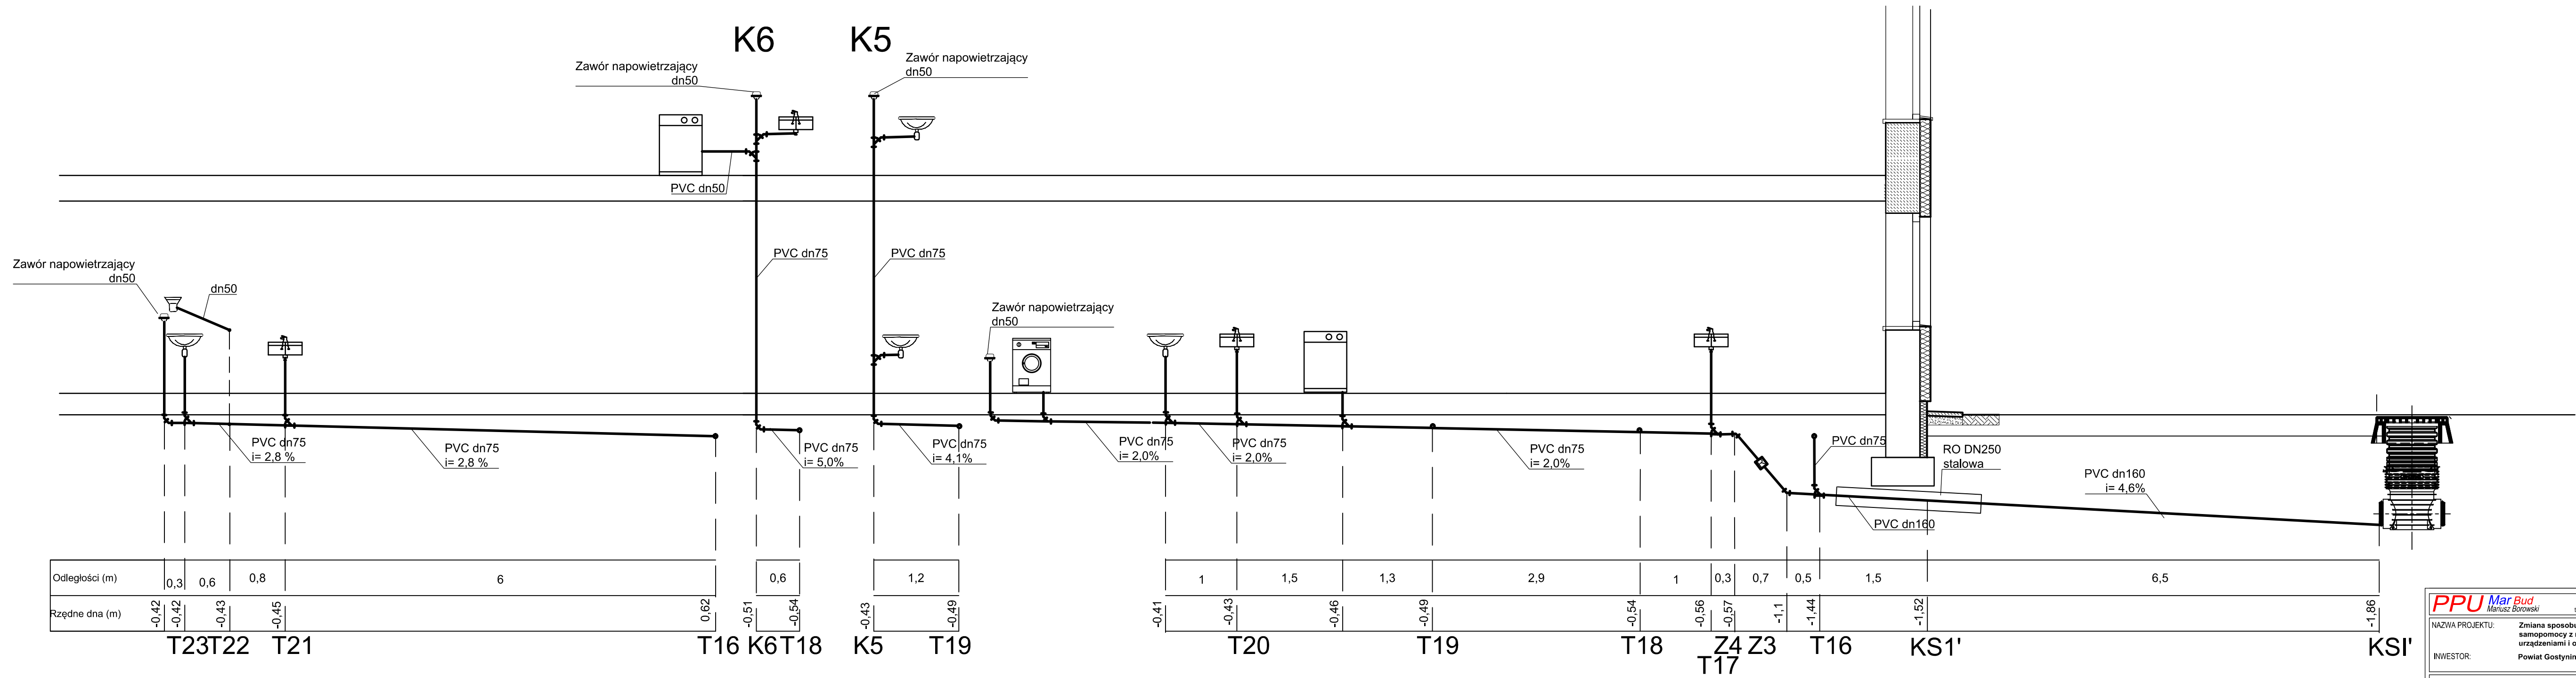 K6
K5
Zawór napowietrzający
dn50
Zawór napowietrzający
dn50
PVC dn50
PVC dn75
PVC dn75
Zawór napowietrzający
dn50
dn50
Zawór napowietrzający
dn50
PVC dn75
i= 2,8 %
PVC dn75
i= 2,8 %
PVC dn75
i= 5,0%
PVC dn75
i= 4,1%
PVC dn75
i= 2,0%
PVC dn75
i= 2,0%
PVC dn75
i= 2,0%
PVC dn75
RO DN250
stalowa
PVC dn160
PVC dn160
i= 4,6%
Odległości (m) 0,3 0,6 0,8 6 0,6 1,2 1 1,5 1,3 2,9 1 0,3 0,7 0,5 1,5 6,5
Rzędne dna (m) -0,42 -0,42 -0,43 -0,45 0,62 -0,51 -0,54 -0,43 -0,49 -0,41 -0,43 -0,46 -0,49 -0,54 -0,56 -0,57 -1,1 -1,44 -1,52 -1,86
T23 T22 T21 T16 K6 T18 K5 T19 T20 T19 T18 Z4 Z3 T16 KS1' KSI'
T17
PPU Mar Bud
Mariusz Borowski
NAZWA PROJEKTU: Zmiana sposobu
samopomocy z
urządzeniami i o
INWESTOR: Powiat Gostynin